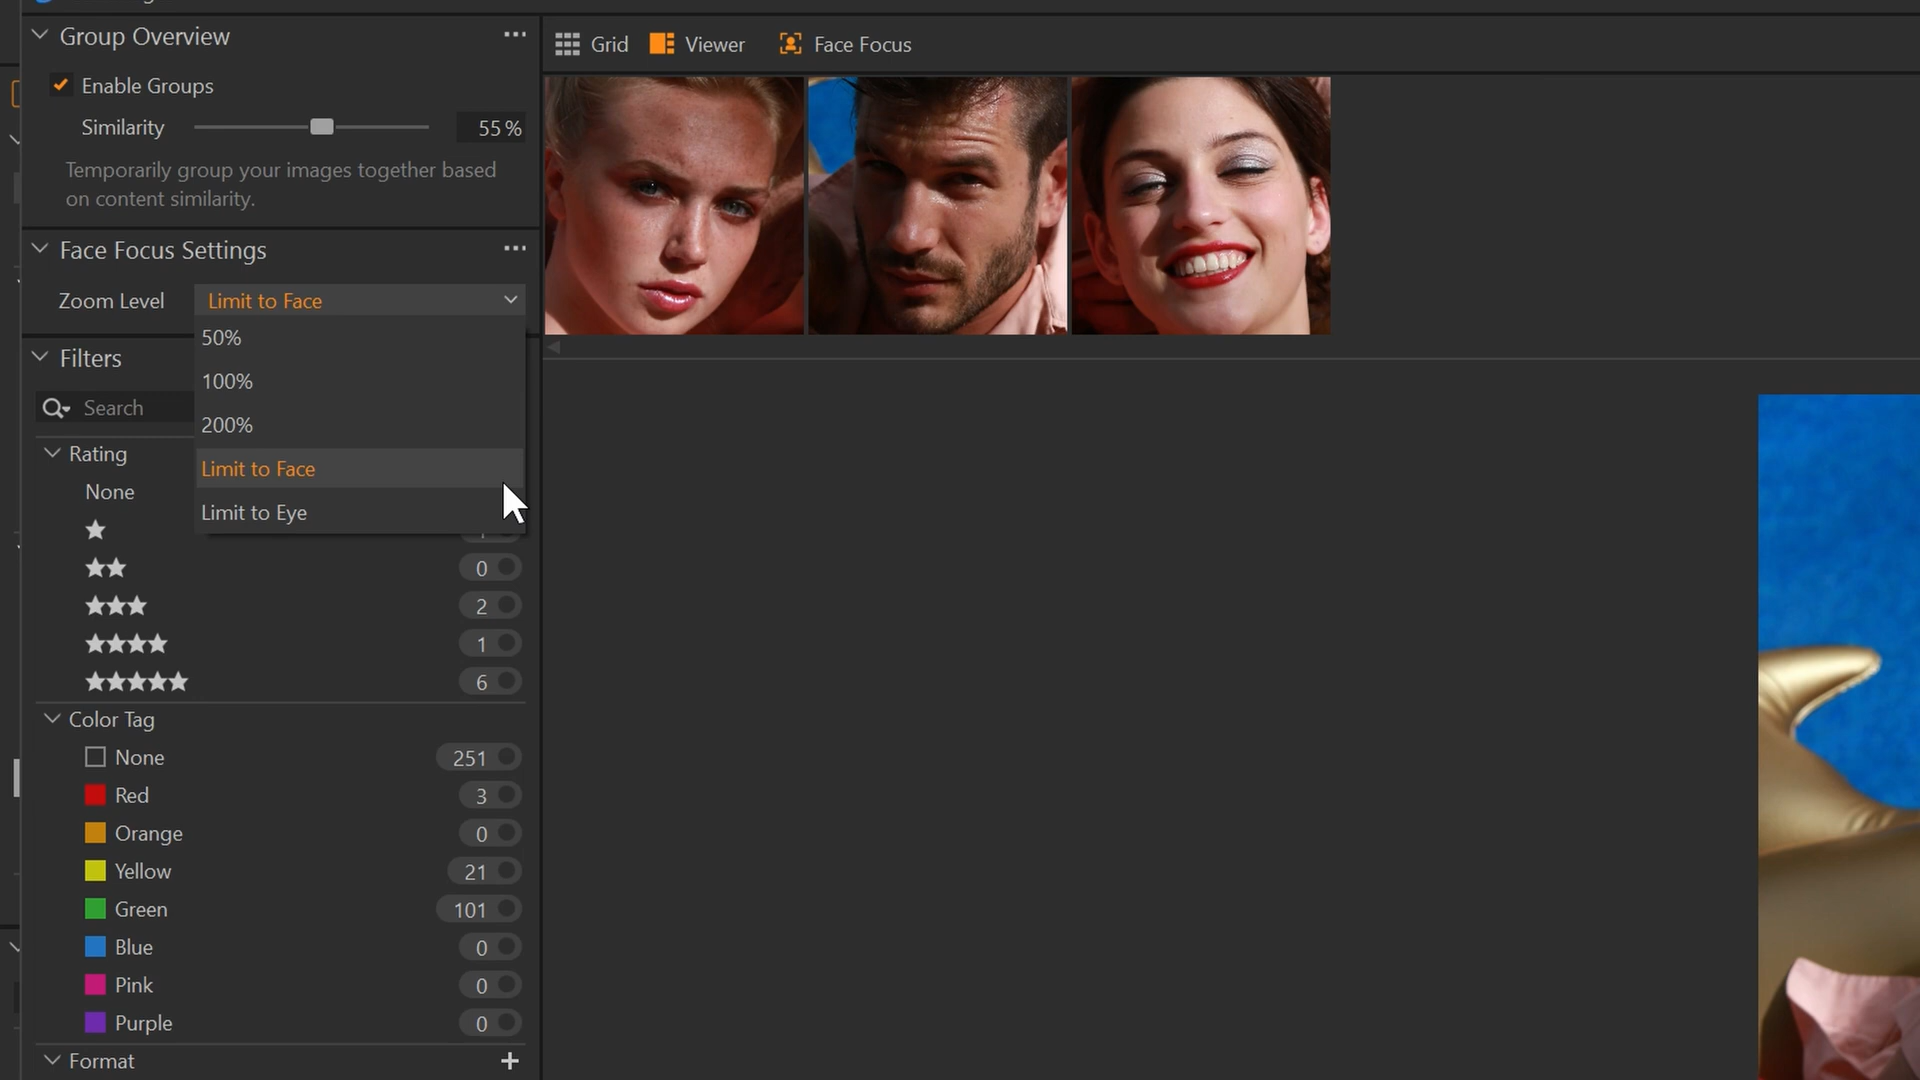 Group Overview
Grid
Viewer
Face Focus
Enable Groups
Similarity
55 %
Temporarily group your images together based
on content similarity.
Face Focus Settings
Zoom Level
Limit to Face
50%
100%
200%
Limit to Face
Limit to Eye
Filters
Search
Rating
None
0
2
1
6
Color Tag
None 251
Red 3
Orange 0
Yellow 21
Green 101
Blue 0
Pink 0
Purple 0
Format